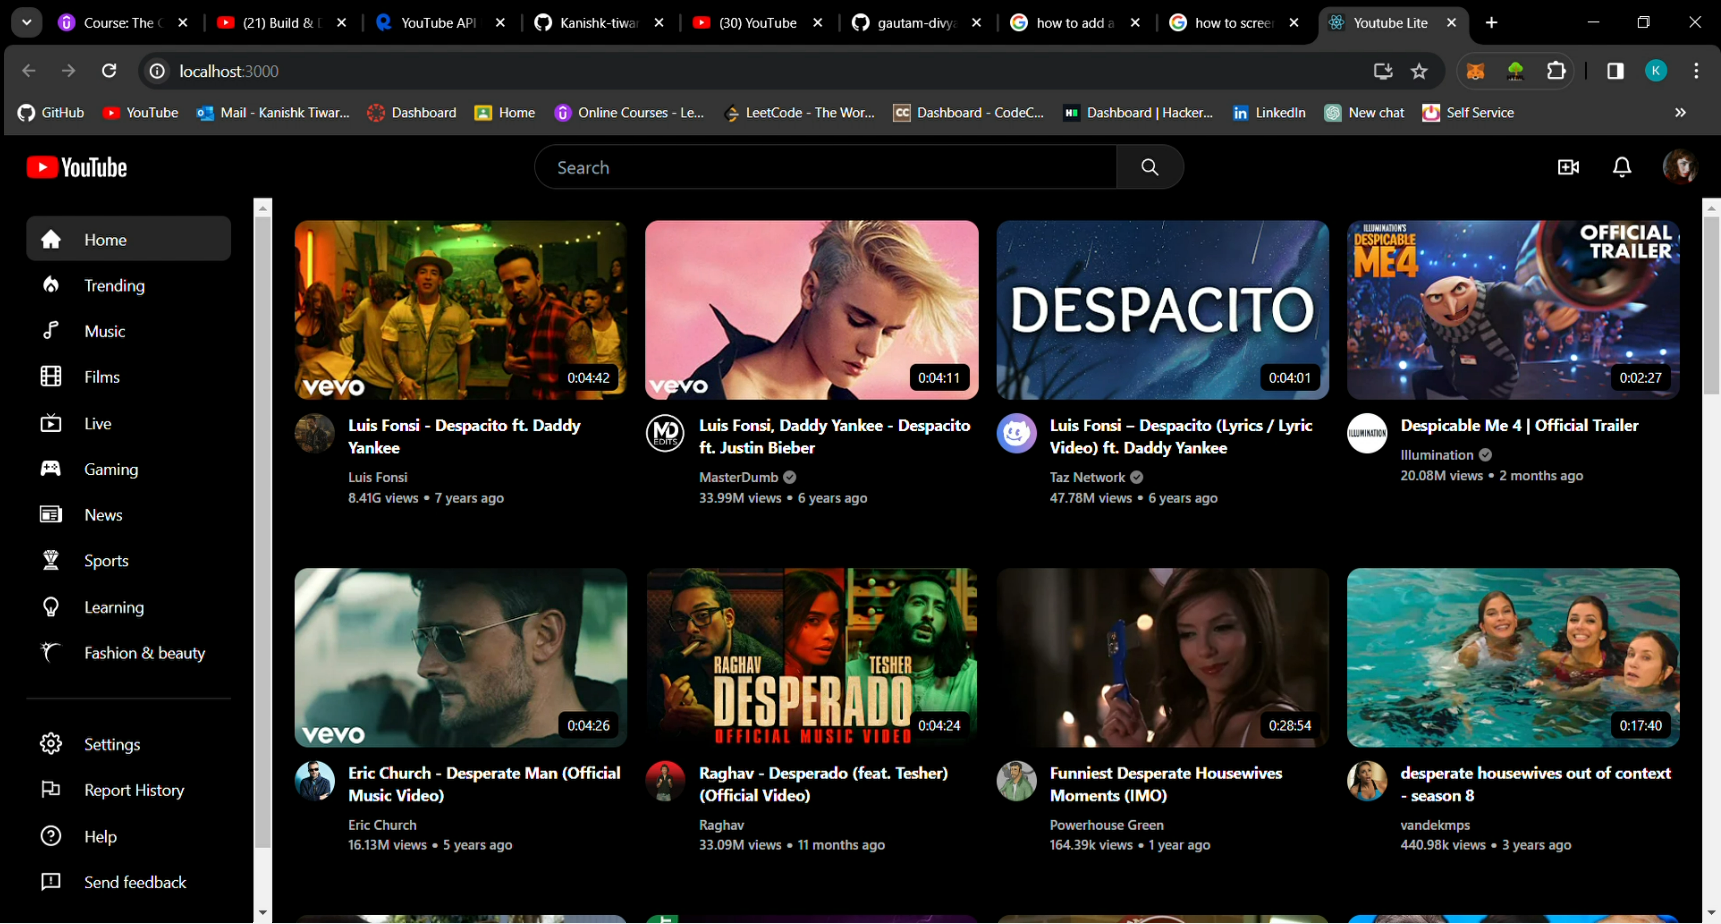 Course: The C
(21) Build & D
YouTube API
Kanishk-tiwar
(30) YouTube
gautam-divya
how to add a
how to screen
Youtube Lite
localhost:3000
K
GitHub
YouTube
Mail - Kanishk Tiwar...
Dashboard
Home
Online Courses - Le...
LeetCode - The Wor...
CC
Dashboard - CodeC...
Dashboard | Hacker...
in
LinkedIn
New chat
Self Service
YouTube
Search
Home
Trending
Music
Films
Live
Gaming
News
Sports
Learning
Fashion & beauty
Settings
Report History
Help
Send feedback
vevo
0:04:42
Luis Fonsi - Despacito ft. Daddy
Yankee
Luis Fonsi
8.41G views • 7 years ago
vevo
0:04:11
MD
EDITS
Luis Fonsi, Daddy Yankee - Despacito
ft. Justin Bieber
MasterDumb
33.99M views • 6 years ago
DESPACITO
0:04:01
Luis Fonsi – Despacito (Lyrics / Lyric
Video) ft. Daddy Yankee
Taz Network
47.78M views • 6 years ago
ILLUMINATION'S
DESPICABLE
ME4
OFFICIAL
TRAILER
0:02:27
ILLUMINATION
Despicable Me 4 | Official Trailer
Illumination
20.08M views • 2 months ago
vevo
0:04:26
Eric Church - Desperate Man (Official
Music Video)
Eric Church
16.13M views • 5 years ago
RAGHAV
TESHER
DESPERADO
OFFICIAL MUSIC VIDEO
0:04:24
Raghav - Desperado (feat. Tesher)
(Official Video)
Raghav
33.09M views • 11 months ago
0:28:54
Funniest Desperate Housewives
Moments (IMO)
Powerhouse Green
164.39k views • 1 year ago
0:17:40
desperate housewives out of context
- season 8
vandekmps
440.98k views • 3 years ago